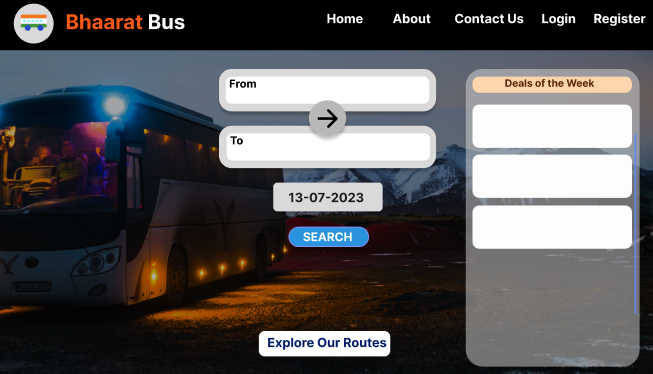 Bhaarat Bus
Home
About
Contact Us
Login
Register
From
To
13-07-2023
SEARCH
Explore Our Routes
Deals of the Week